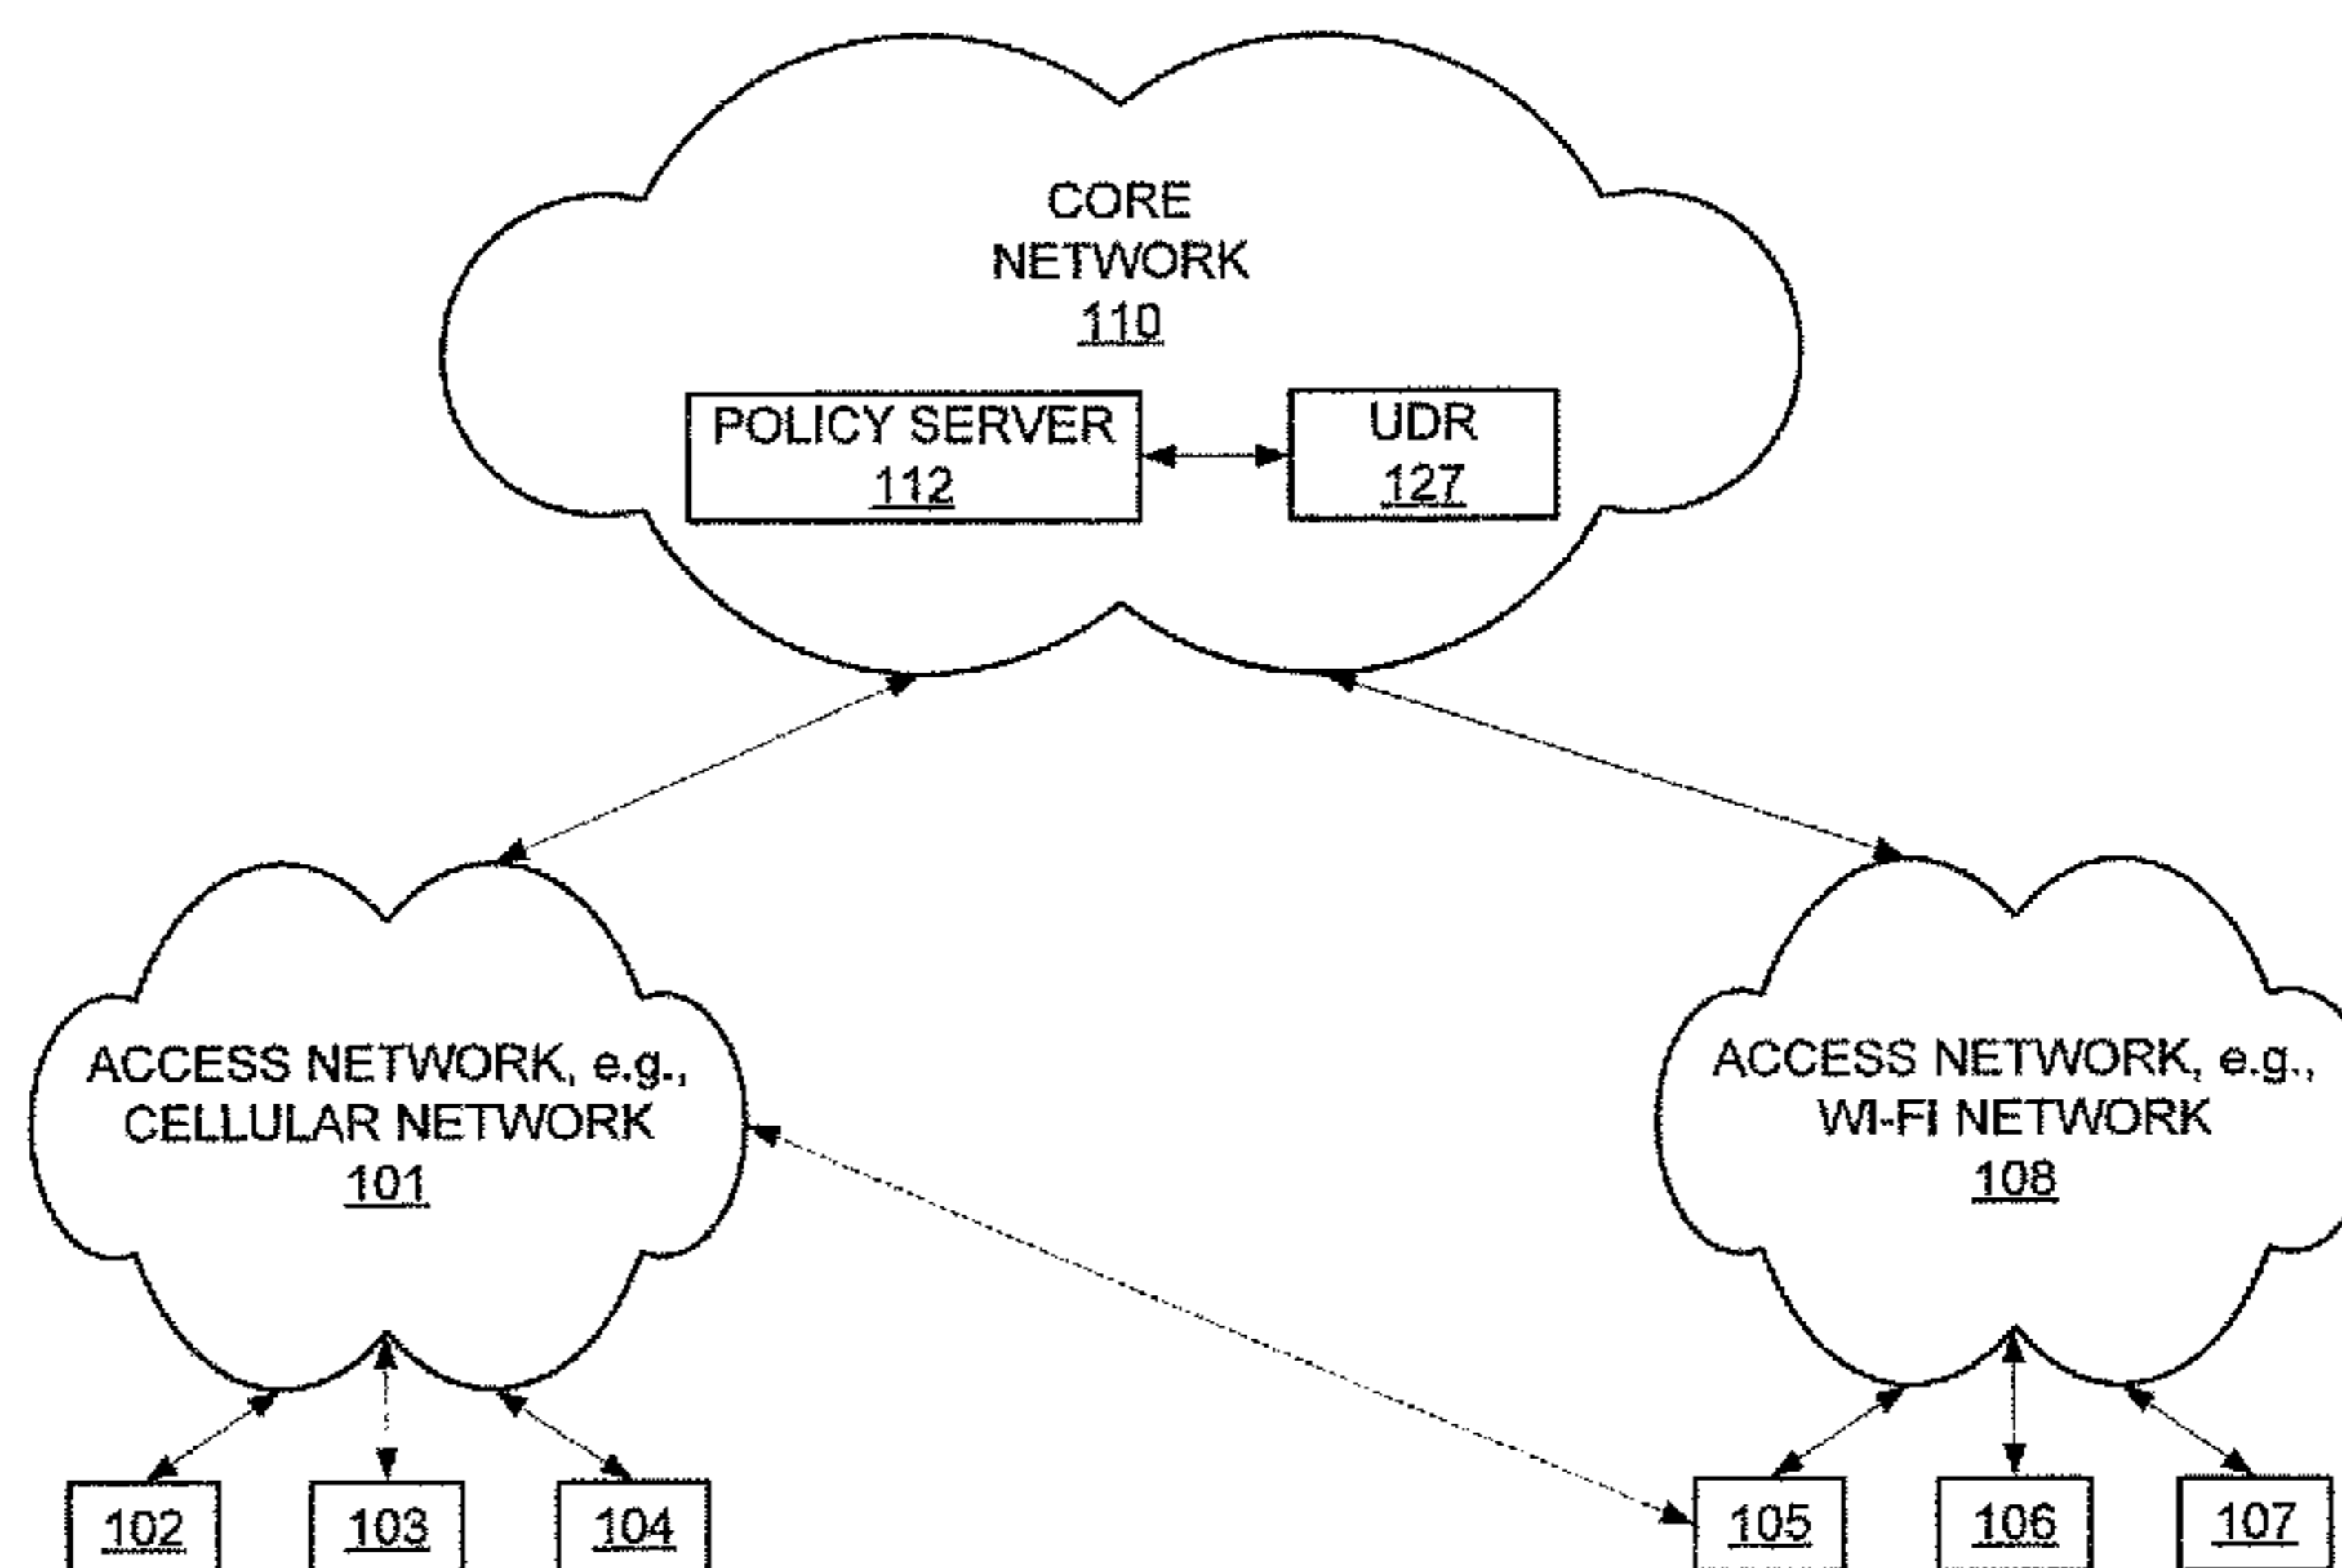 CORE
NETWORK
110
POLICY SERVER
112
UDR
127
ACCESS NETWORK, e.g.,
CELLULAR NETWORK
101
ACCESS NETWORK, e.g.,
WI-FI NETWORK
108
102
103
104
105
106
107